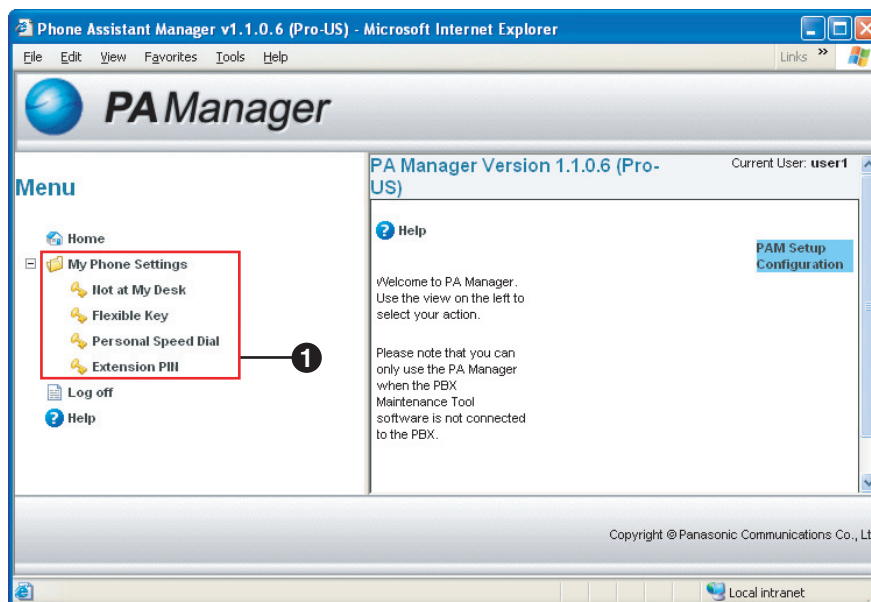 Phone Assistant Manager v1.1.0.6 (Pro-US) - Microsoft Internet Explorer
File Edit View Favorites Tools Help
Links »
PA Manager
Menu
Home
My Phone Settings
Not at My Desk
Flexible Key
Personal Speed Dial
Extension PIN
Log off
Help
1
PA Manager Version 1.1.0.6 (Pro-
US)
Current User: user1
Help
PAM Setup
Configuration
Welcome to PA Manager.
Use the view on the left to
select your action.
Please note that you can
only use the PA Manager
when the PBX
Maintenance Tool
software is not connected
to the PBX.
Copyright © Panasonic Communications Co., Lt
Local intranet